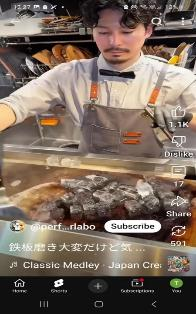 12:27
1.1K
Dislike
17
Share
591
@perf...rlabo Subscribe
鉄板磨き大変だけど気 ...
Classic Medley · Japan Cre
Home Shorts Subscriptions You